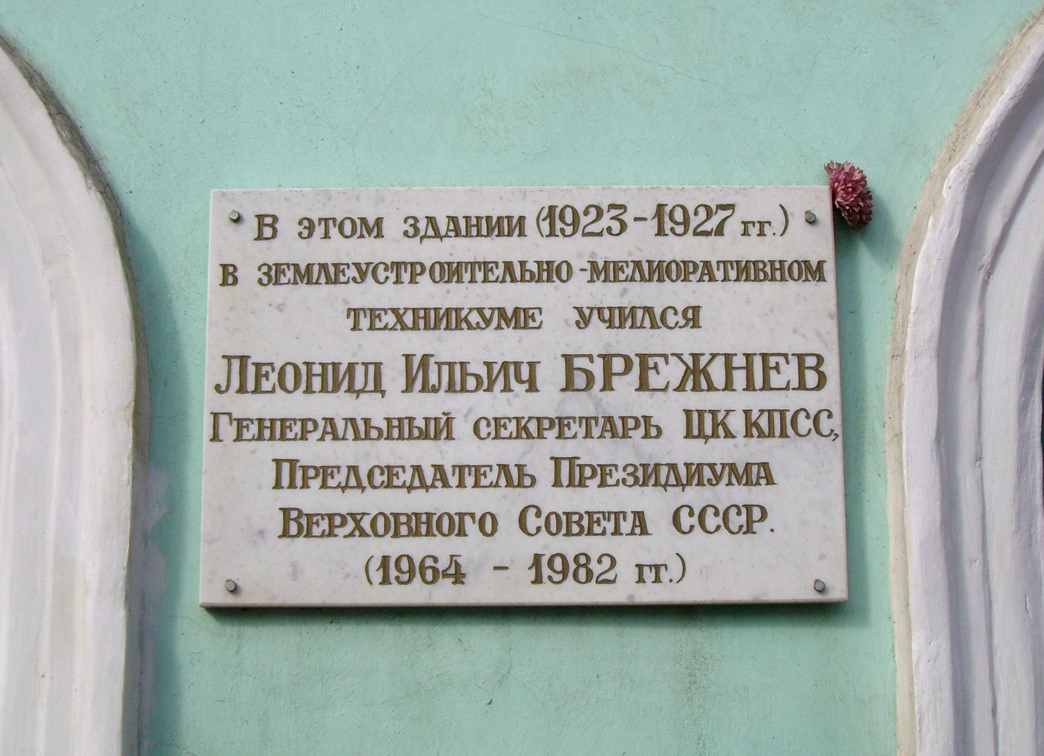 В ЭТОМ ЗДАНИИ (1923-1927 гг.)
В ЗЕМЛЕУСТРОИТЕЛЬНО-МЕЛИОРАТИВНОМ
ТЕХНИКУМЕ УЧИЛСЯ
ЛЕОНИД ИЛЬИЧ БРЕЖНЕВ
ГЕНЕРАЛЬНЫЙ СЕКРЕТАРЬ ЦК КПСС,
ПРЕДСЕДАТЕЛЬ ПРЕЗИДИУМА
ВЕРХОВНОГО СОВЕТА СССР.
(1964 - 1982 гг.)